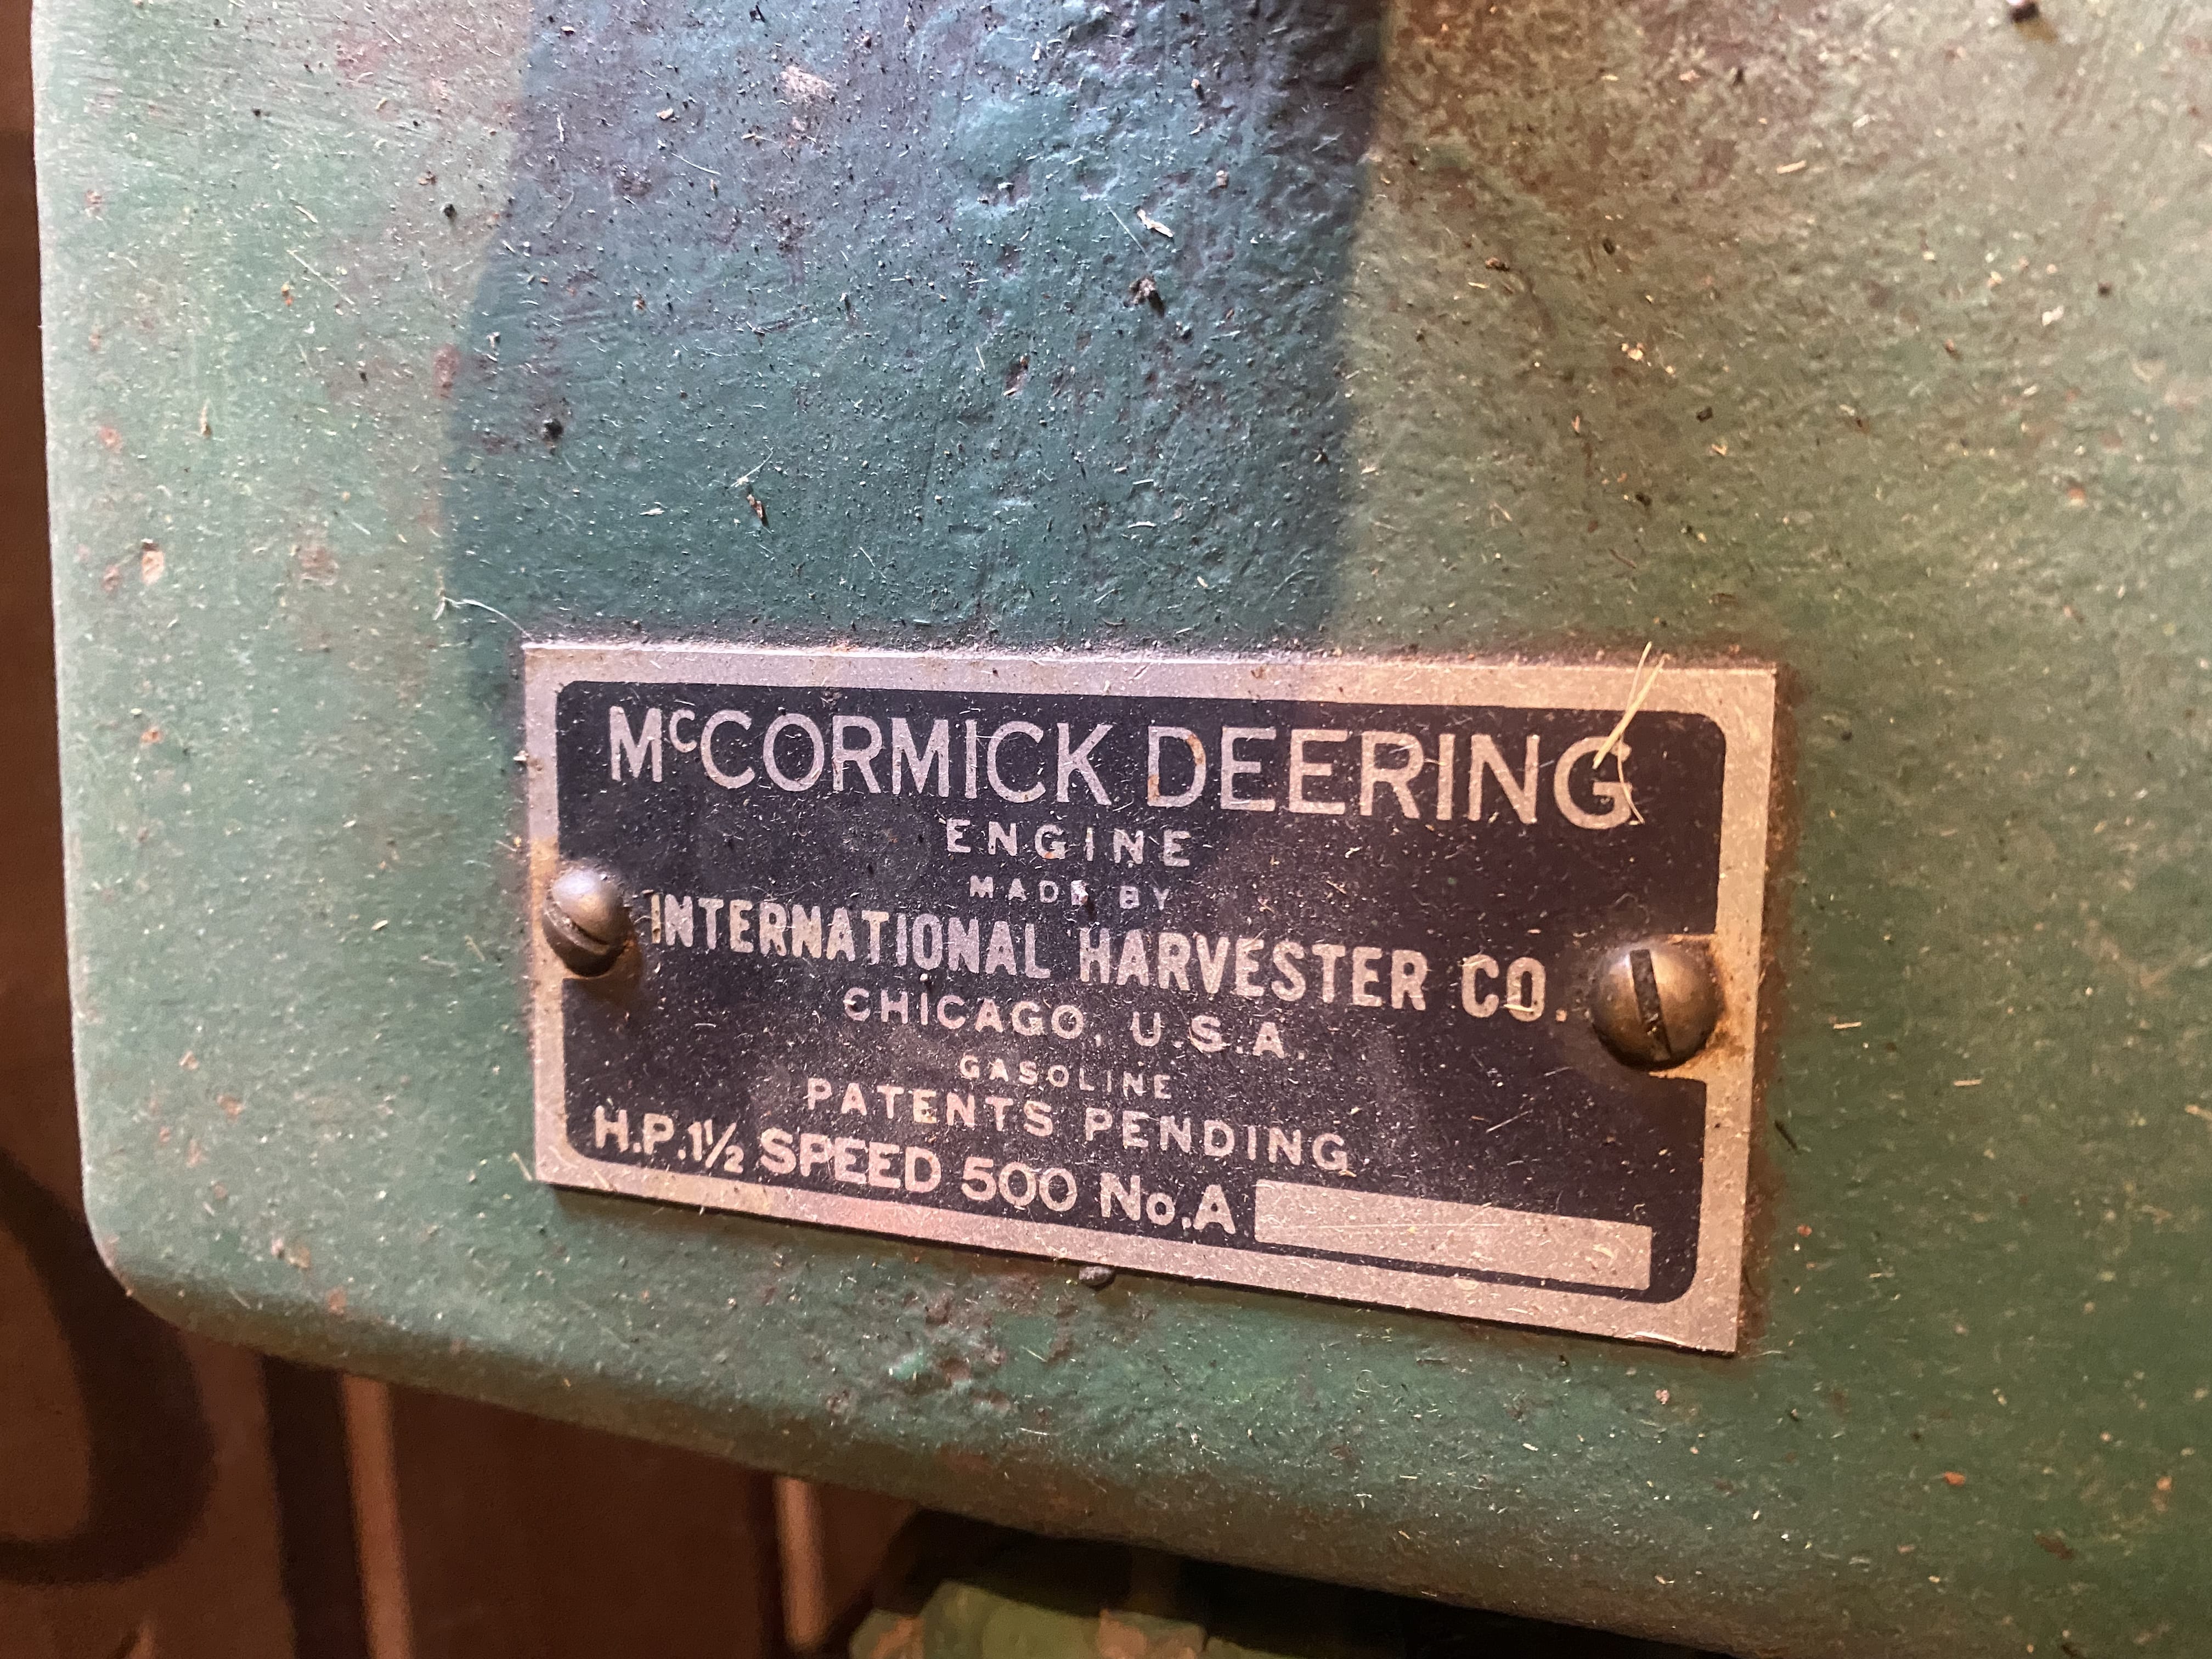 McCORMICK DEERING
ENGINE
MADE BY
INTERNATIONAL HARVESTER CO.
CHICAGO, U.S.A.
GASOLINE
PATENTS PENDING
H.P. 1½ SPEED 500 No. A